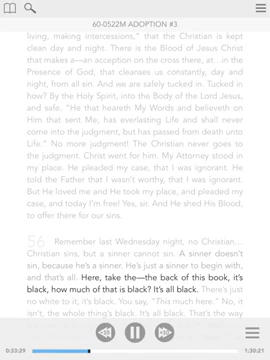 60-0522M ADOPTION #3
living, making intercessions,” that the Christian is kept
clean day and night. There is the Blood of Jesus Christ
that makes a—an acception on the cross there, at…in the
Presence of God, that cleanses us constantly, day and
night, from all sin. And we are safely tucked in. Tucked in
how? By the Holy Spirit, into the Body of the Lord Jesus,
and safe. “He that heareth My Words and believeth on
Him that sent Me, has everlasting Life and shall never
come into the judgment, but has passed from death unto
Life.” No more judgment! The Christian never goes to
the judgment. Christ went for him. My Attorney stood in
my place. He pleaded my case, that I was ignorant. He
told the Father that I wasn't worthy, that I was ignorant.
But He loved me and He took my place, and pleaded my
case, and today I'm free! Yes, sir. And He shed His Blood,
to offer there for our sins.
56 Remember last Wednesday night, no Christian…
Christian sins, but a sinner cannot sin. A sinner doesn't
sin, because he's a sinner. He's just a sinner to begin with,
and that's all. Here, take the—the back of this book, it's
black, how much of that is black? It's all black. There's just
no white to it, it's black. You say, “This much here.” No, it
isn't, the whole thing's black. It's all black. That's the way
0:33:29
1:30:21